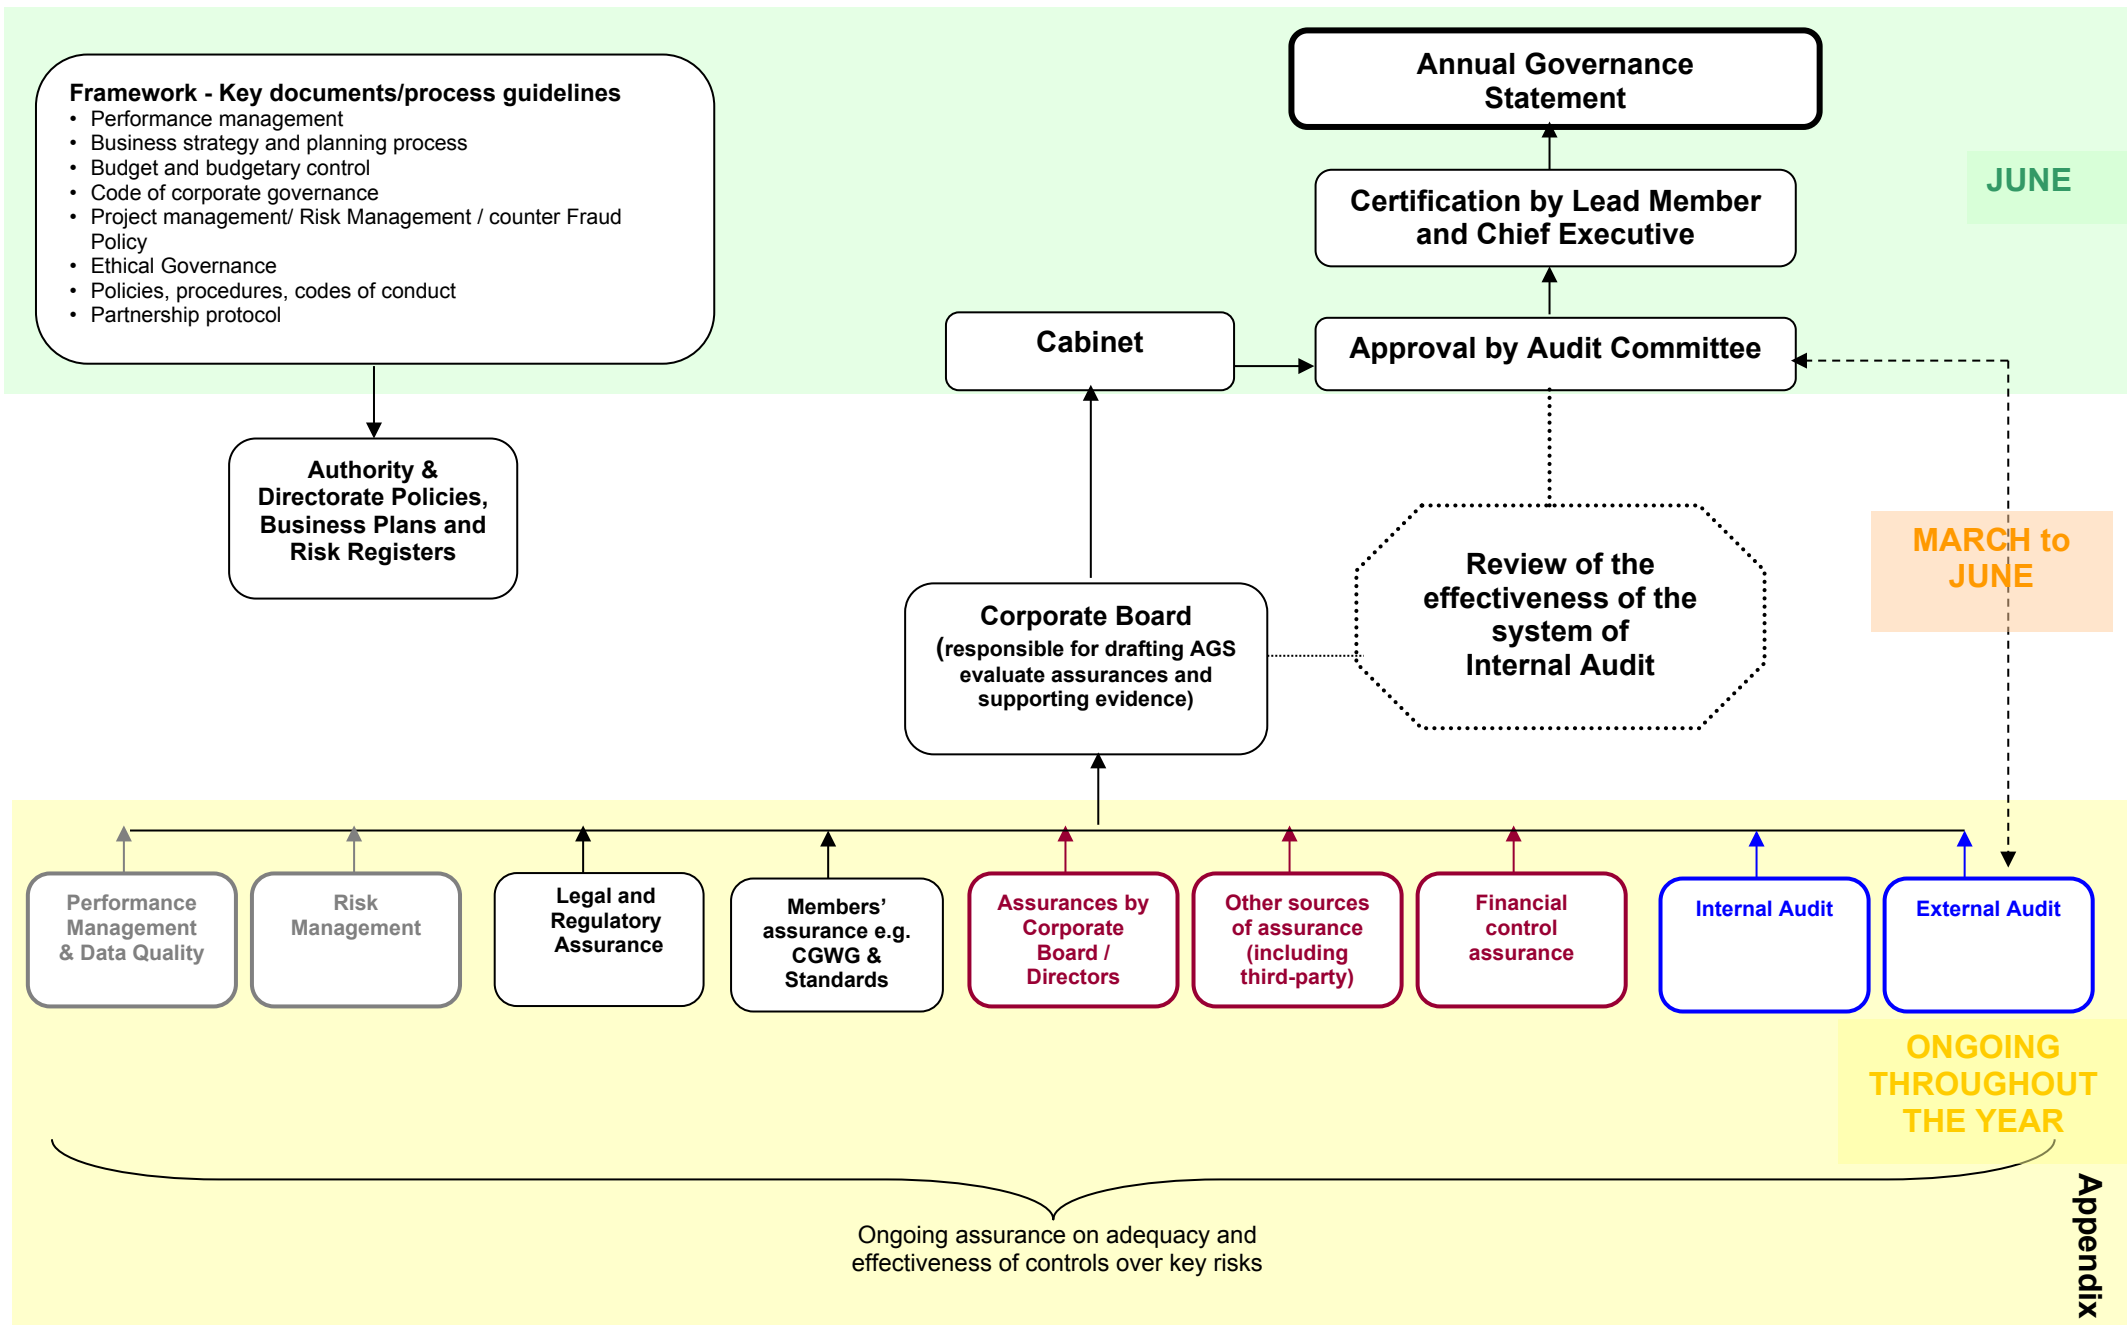 Framework - Key documents/process guidelines
• Performance management
• Business strategy and planning process
• Budget and budgetary control
• Code of corporate governance
• Project management/ Risk Management / counter Fraud
Policy
• Ethical Governance
• Policies, procedures, codes of conduct
• Partnership protocol
Annual Governance
Statement
JUNE
Certification by Lead Member
and Chief Executive
Cabinet
Approval by Audit Committee
Authority &
Directorate Policies,
Business Plans and
Risk Registers
MARCH to
JUNE
Review of the
effectiveness of the
system of
Internal Audit
Corporate Board
(responsible for drafting AGS
evaluate assurances and
supporting evidence)
Performance
Management
& Data Quality
Risk
Management
Legal and
Regulatory
Assurance
Members’
assurance e.g.
CGWG &
Standards
Assurances by
Corporate
Board /
Directors
Other sources
of assurance
(including
third-party)
Financial
control
assurance
Internal Audit
External Audit
ONGOING
THROUGHOUT
THE YEAR
Ongoing assurance on adequacy and
effectiveness of controls over key risks
Appendix